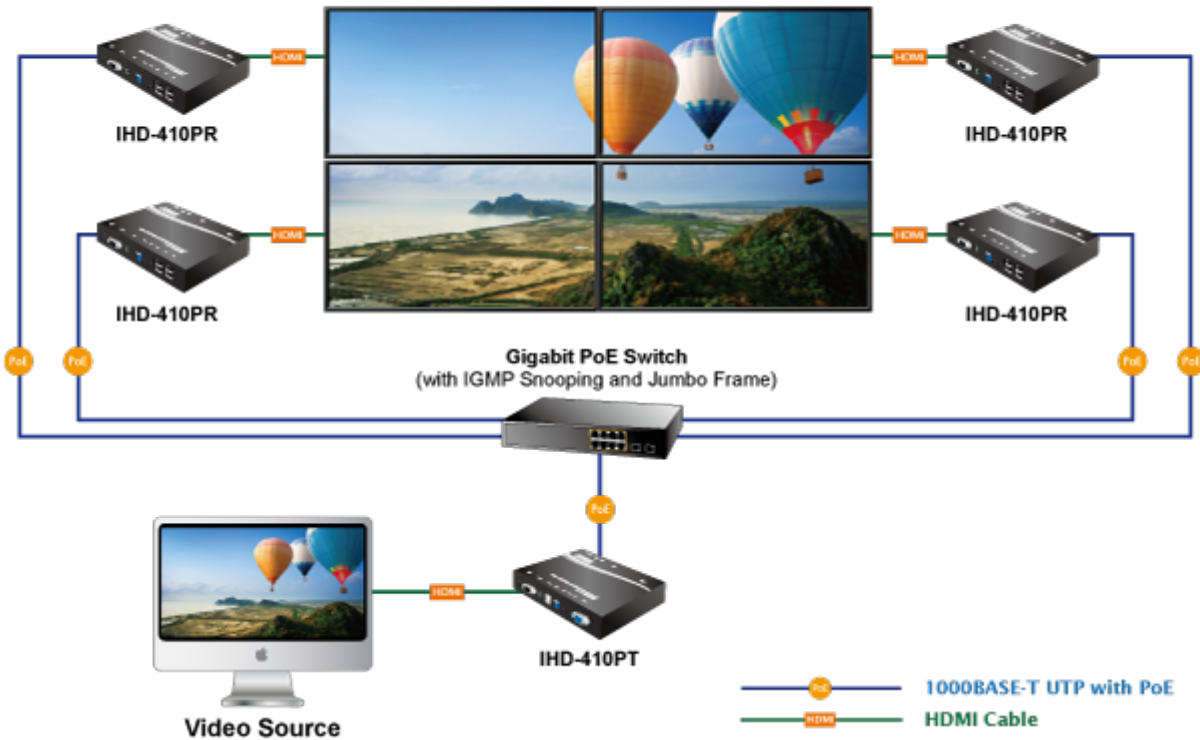 HDMI
HDMI
IHD-410PR
IHD-410PR
HDMI
HDMI
IHD-410PR
IHD-410PR
PoE
PoE
PoE
PoE
Gigabit PoE Switch
(with IGMP Snooping and Jumbo Frame)
PoE
HDMI
IHD-410PT
Video Source
PoE 1000BASE-T UTP with PoE
HDMI HDMI Cable